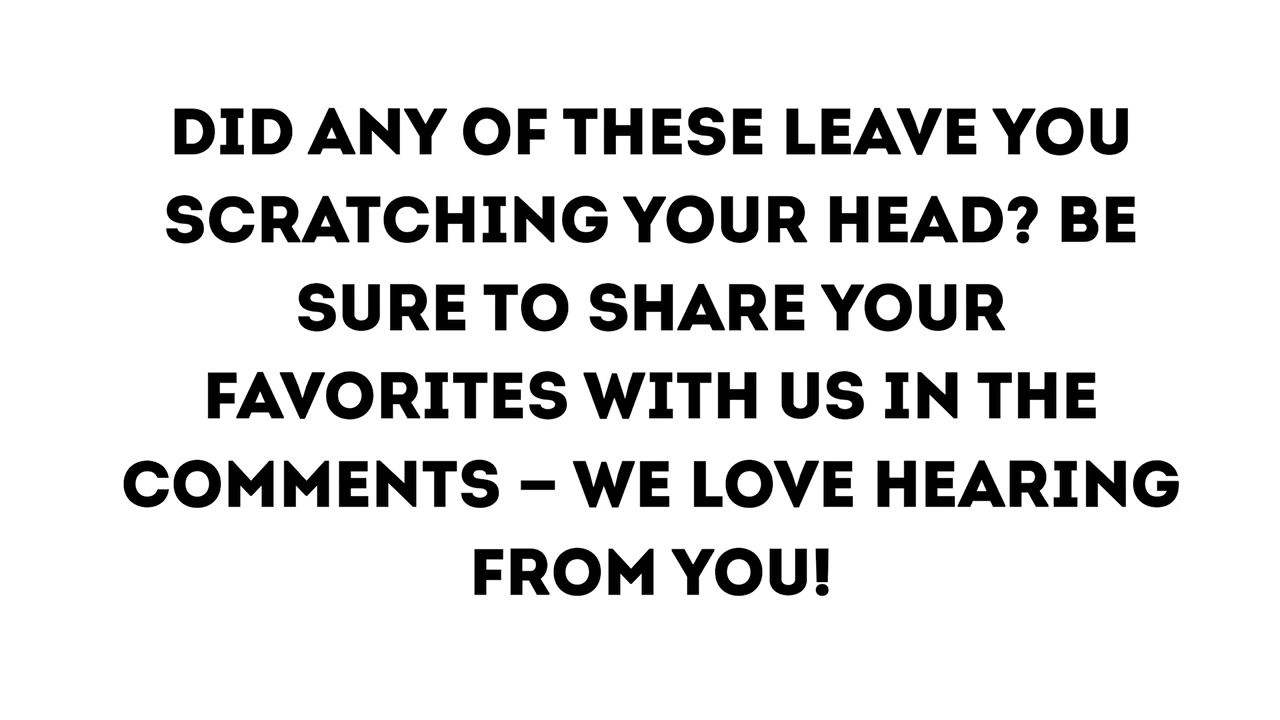 DID ANY OF THESE LEAVE YOU
SCRATCHING YOUR HEAD? BE
SURE TO SHARE YOUR
FAVORITES WITH US IN THE
COMMENTS – WE LOVE HEARING
FROM YOU!